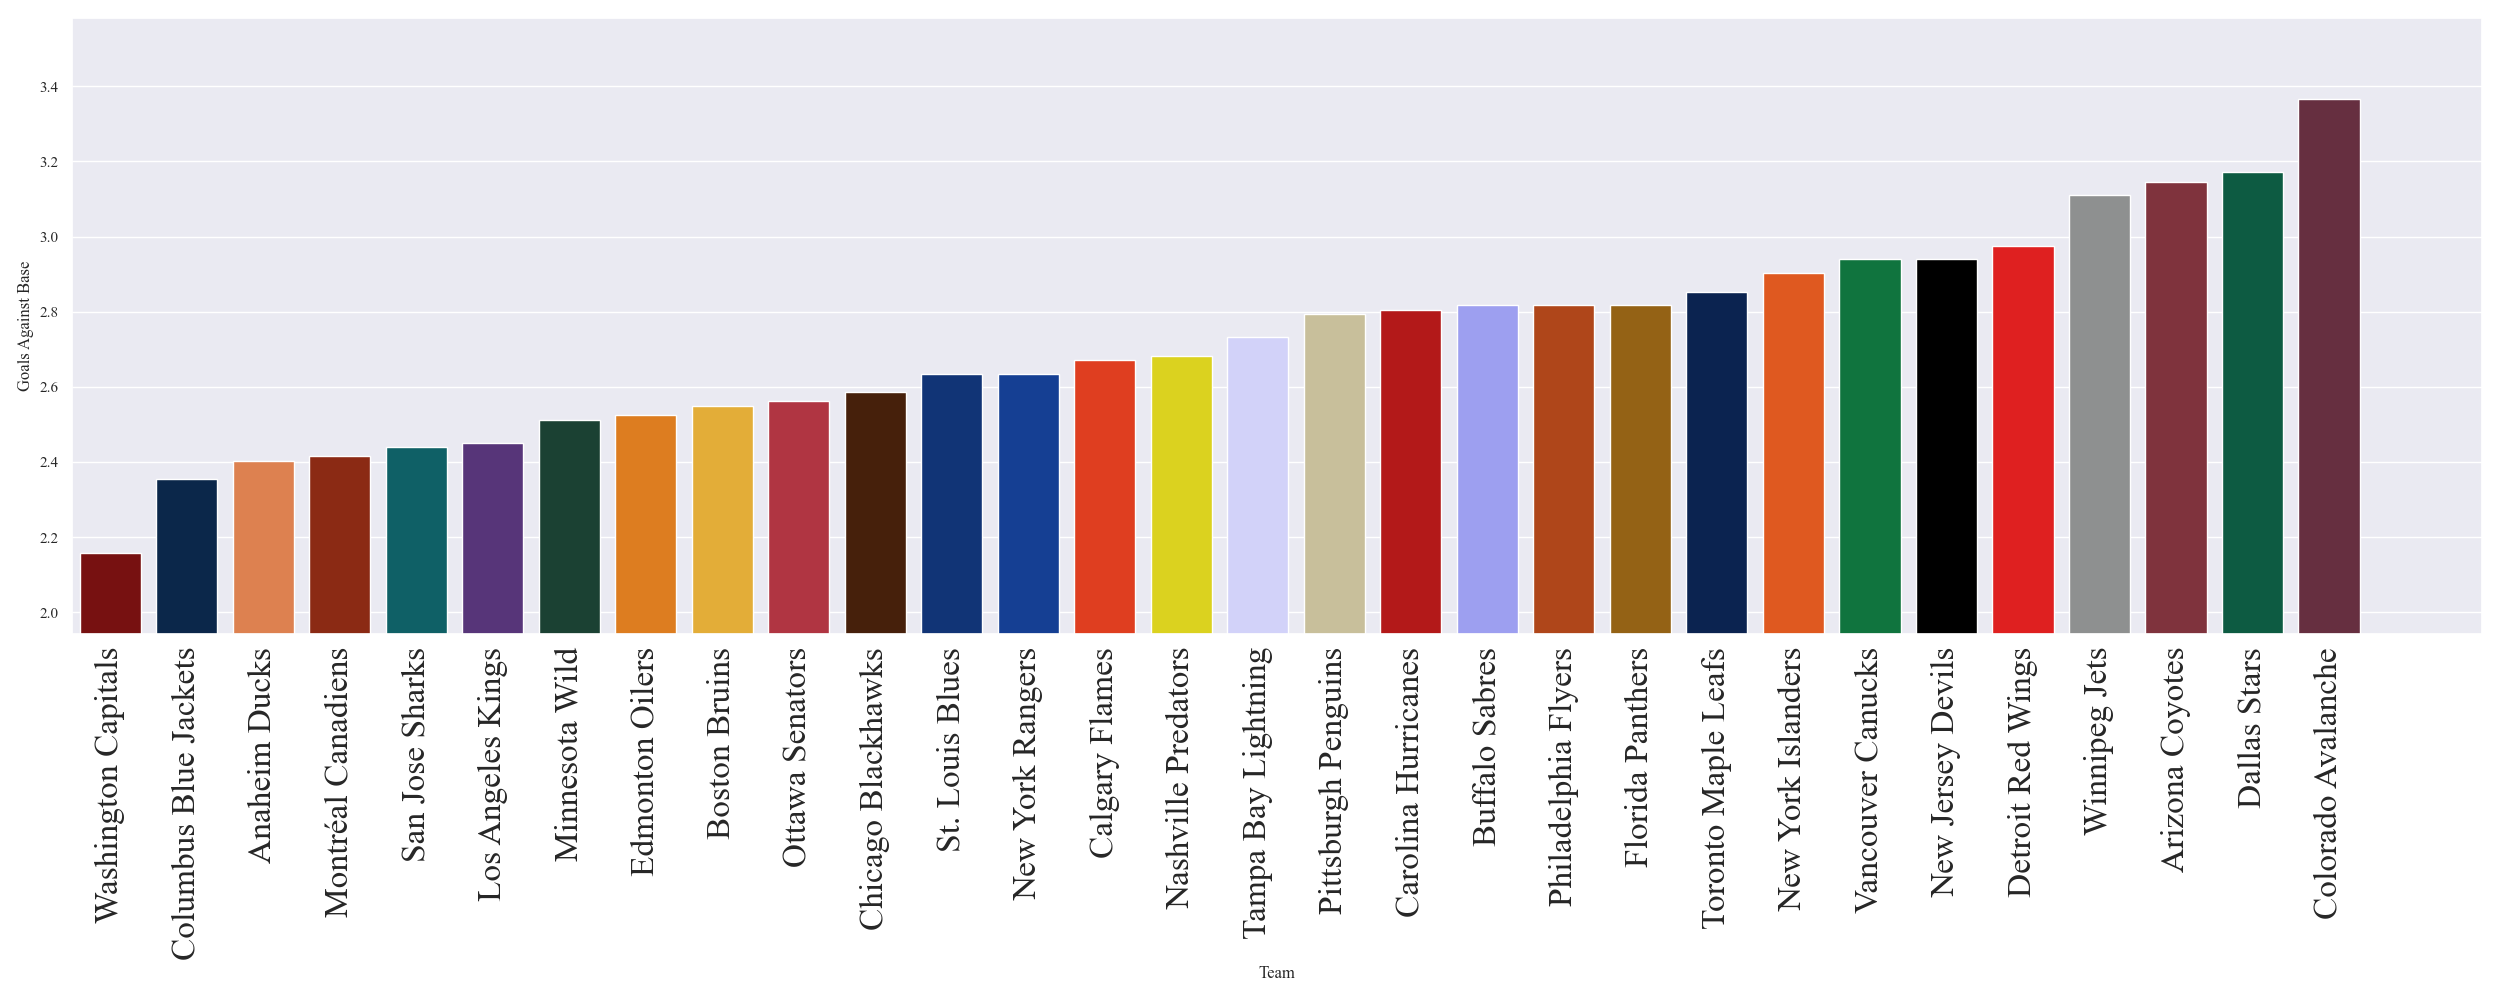 3.4
3.2
3.0
2.8
2.6
2.4
2.2
2.0
Goals Against Base
Washington Capitals
Columbus Blue Jackets
Anaheim Ducks
Montréal Canadiens
San Jose Sharks
Los Angeles Kings
Minnesota Wild
Edmonton Oilers
Boston Bruins
Ottawa Senators
Chicago Blackhawks
St. Louis Blues
New York Rangers
Calgary Flames
Nashville Predators
Tampa Bay Lightning
Pittsburgh Penguins
Carolina Hurricanes
Buffalo Sabres
Philadelphia Flyers
Florida Panthers
Toronto Maple Leafs
New York Islanders
Vancouver Canucks
New Jersey Devils
Detroit Red Wings
Winnipeg Jets
Arizona Coyotes
Dallas Stars
Colorado Avalanche
Team